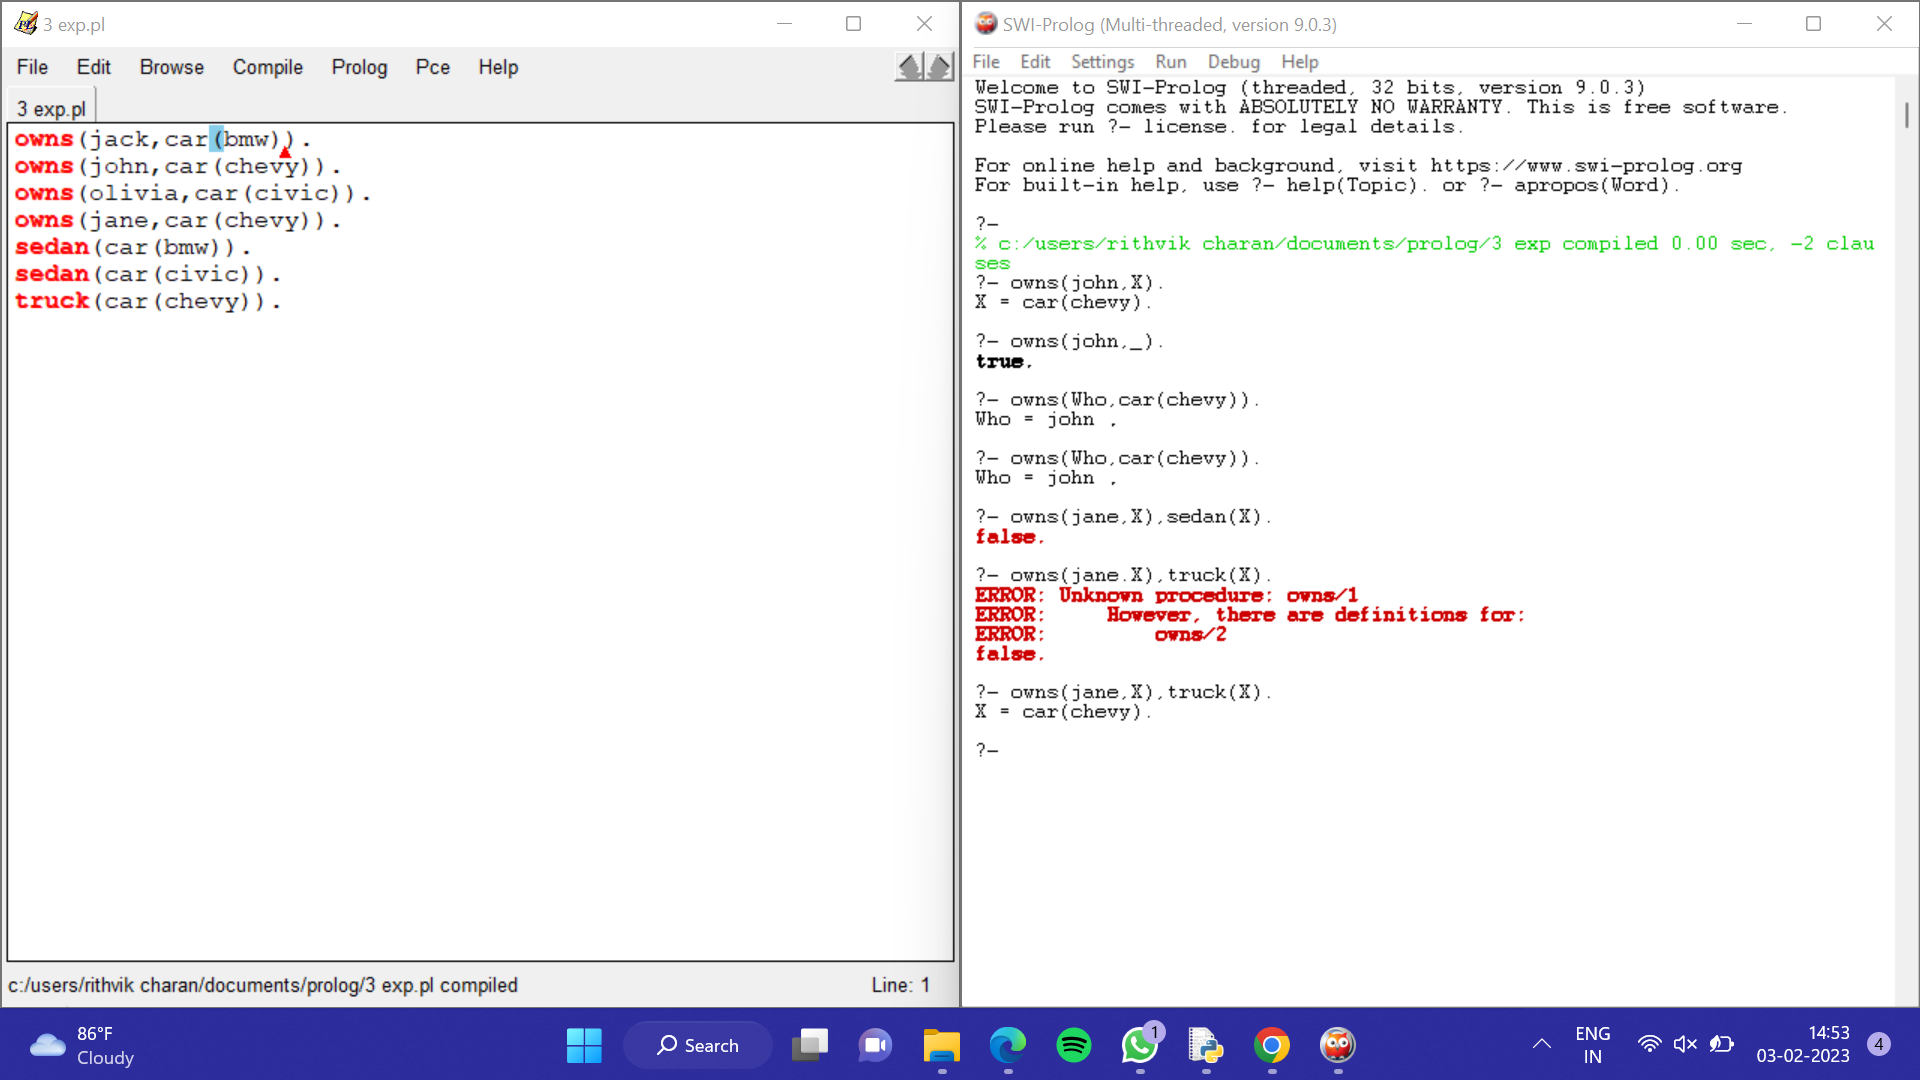 3 exp.pl
File Edit Browse Compile Prolog Pce Help
3 exp.pl
owns(jack,car(bmw)).
owns(john,car(chevy)).
owns(olivia,car(civic)).
owns(jane,car(chevy)).
sedan(car(bmw)).
sedan(car(civic)).
truck(car(chevy)).
c:/users/rithvik charan/documents/prolog/3 exp.pl compiled
Line: 1
SWI-Prolog (Multi-threaded, version 9.0.3)
File Edit Settings Run Debug Help
Welcome to SWI-Prolog (threaded, 32 bits, version 9.0.3)
SWI-Prolog comes with ABSOLUTELY NO WARRANTY. This is free software.
Please run ?- license. for legal details.
For online help and background, visit https://www.swi-prolog.org
For built-in help, use ?- help(Topic). or ?- apropos(Word).
?-
% c:/users/rithvik charan/documents/prolog/3 exp compiled 0.00 sec, -2 clau
ses
?- owns(john,X).
X = car(chevy).
?- owns(john,_).
true.
?- owns(Who,car(chevy)).
Who = john .
?- owns(Who,car(chevy)).
Who = john .
?- owns(jane,X),sedan(X).
false.
?- owns(jane.X),truck(X).
ERROR: Unknown procedure: owns/1
ERROR: However, there are definitions for:
ERROR: owns/2
false.
?- owns(jane,X),truck(X).
X = car(chevy).
?-
86°F
Cloudy
Search
1
ENG
IN
14:53
03-02-2023
4